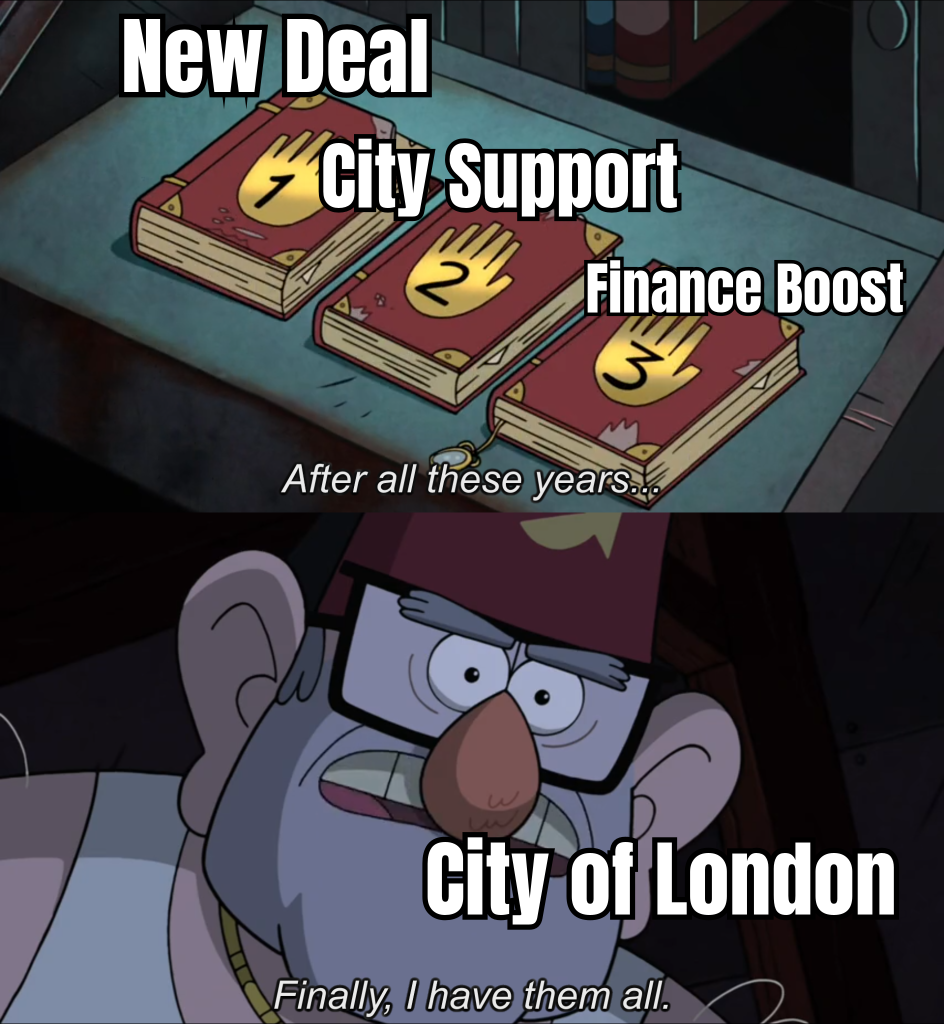 New Deal
1
City Support
2
Finance Boost
3
After all these years...
City of London
Finally, I have them all.